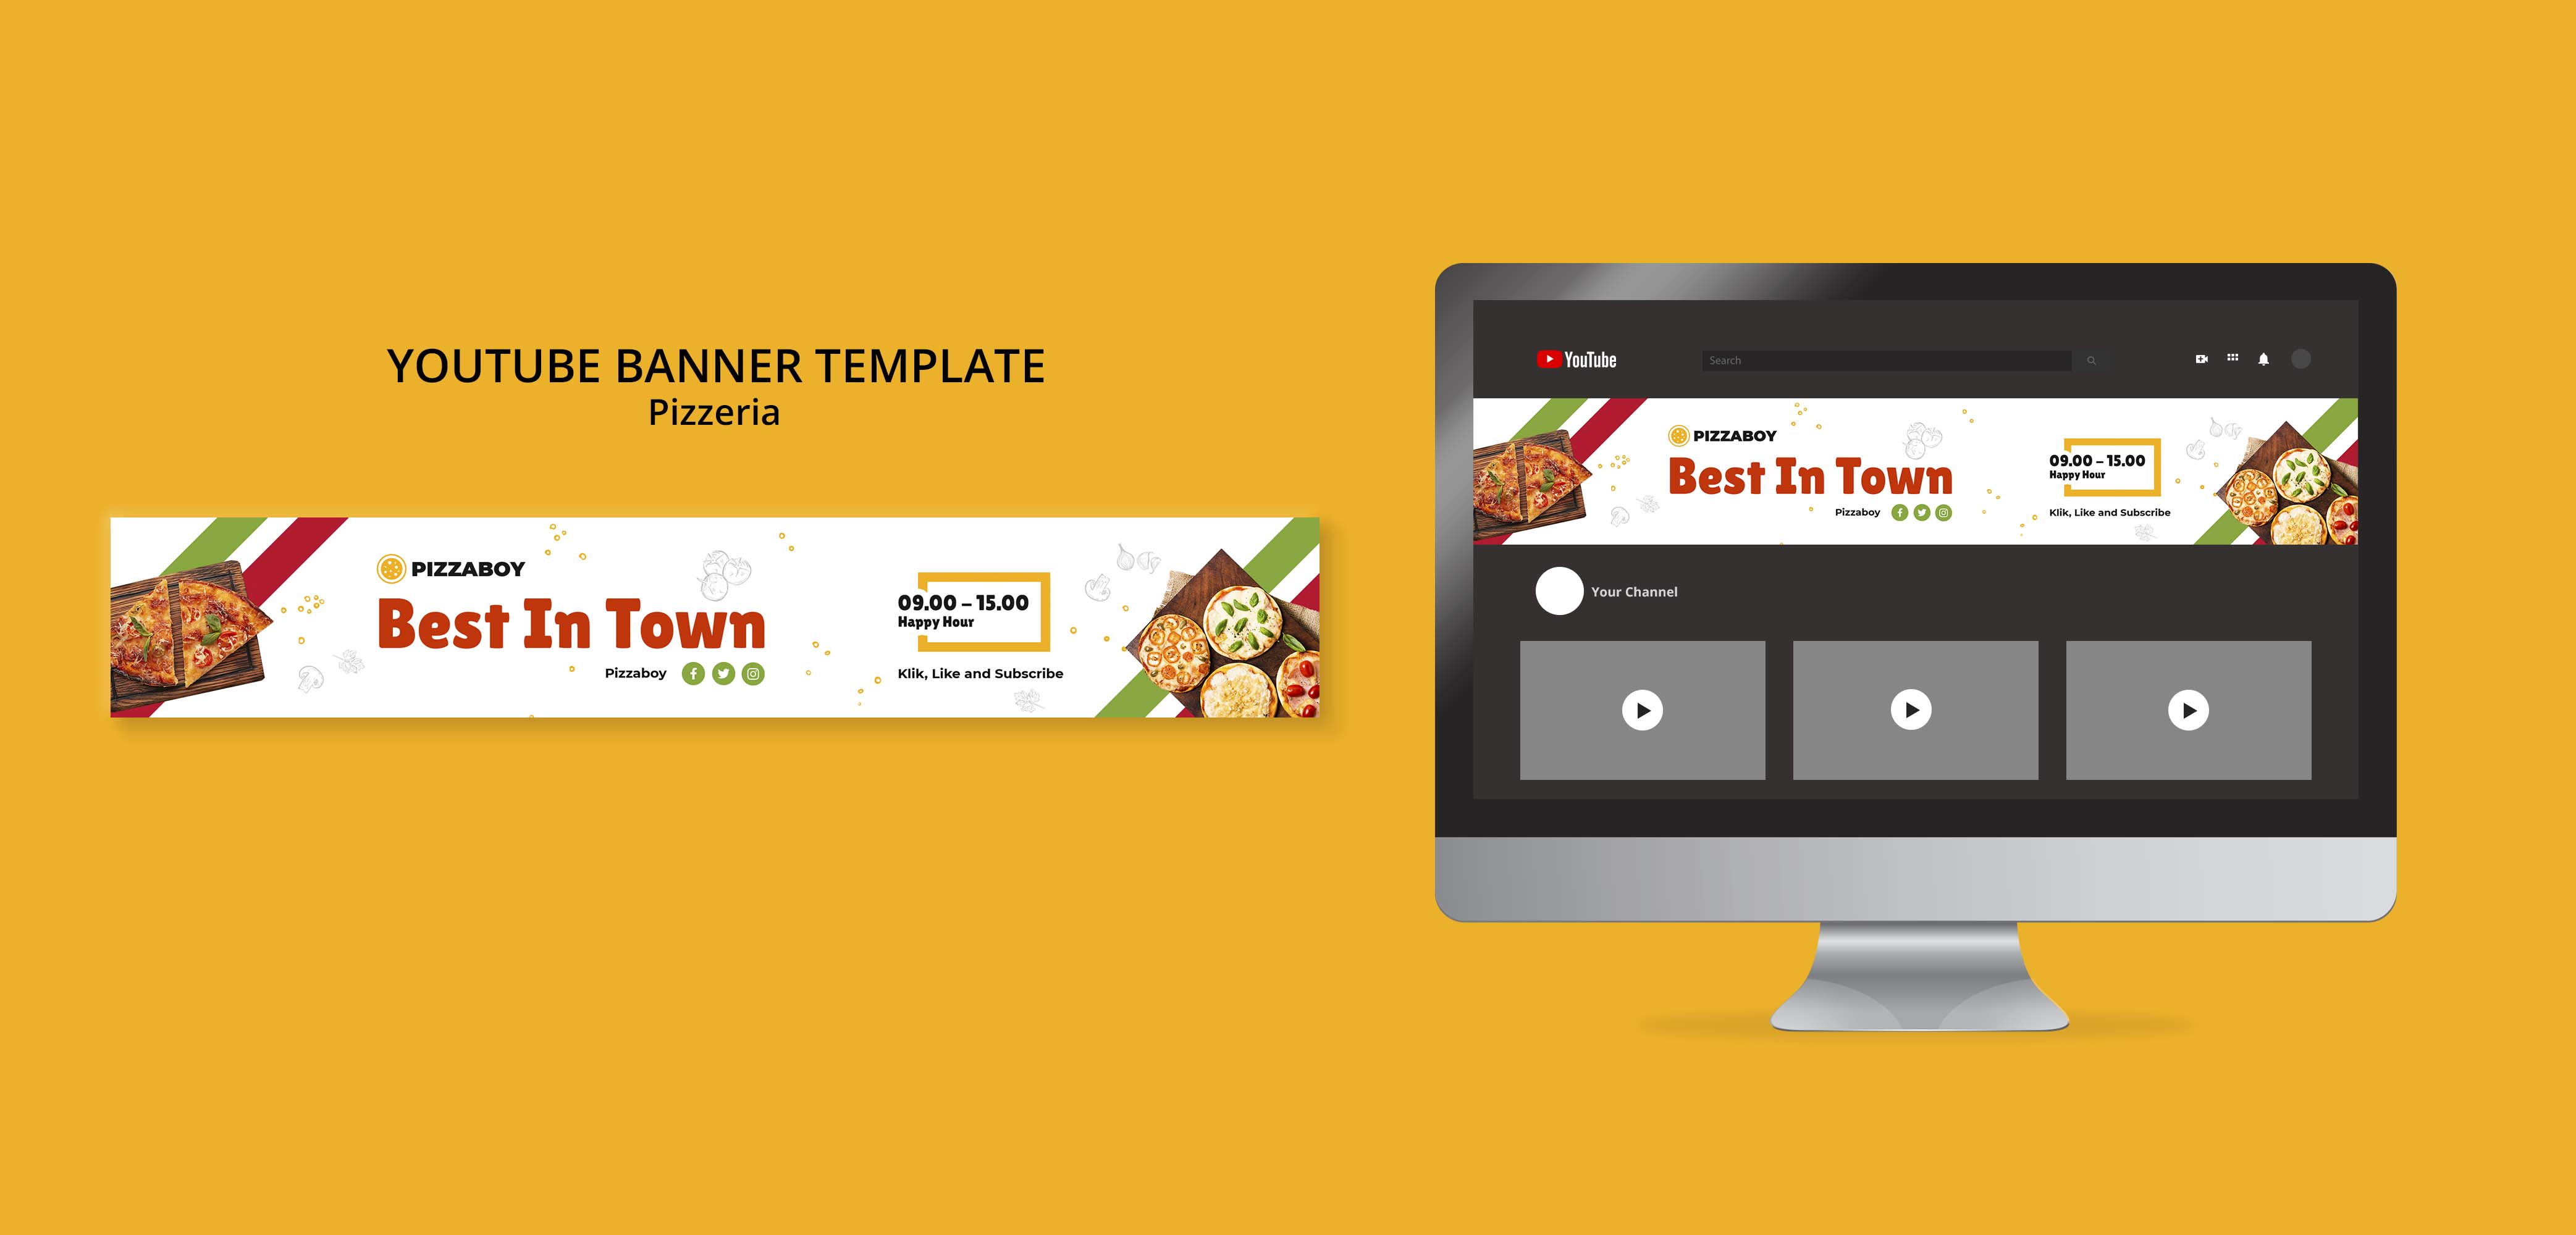 YOUTUBE BANNER TEMPLATE
Pizzeria
PIZZABOY
Best In Town
Pizzaboy
09.00 – 15.00
Happy Hour
Klik, Like and Subscribe
YouTube
Search
PIZZABOY
Best In Town
Pizzaboy
09.00 – 15.00
Happy Hour
Klik, Like and Subscribe
Your Channel